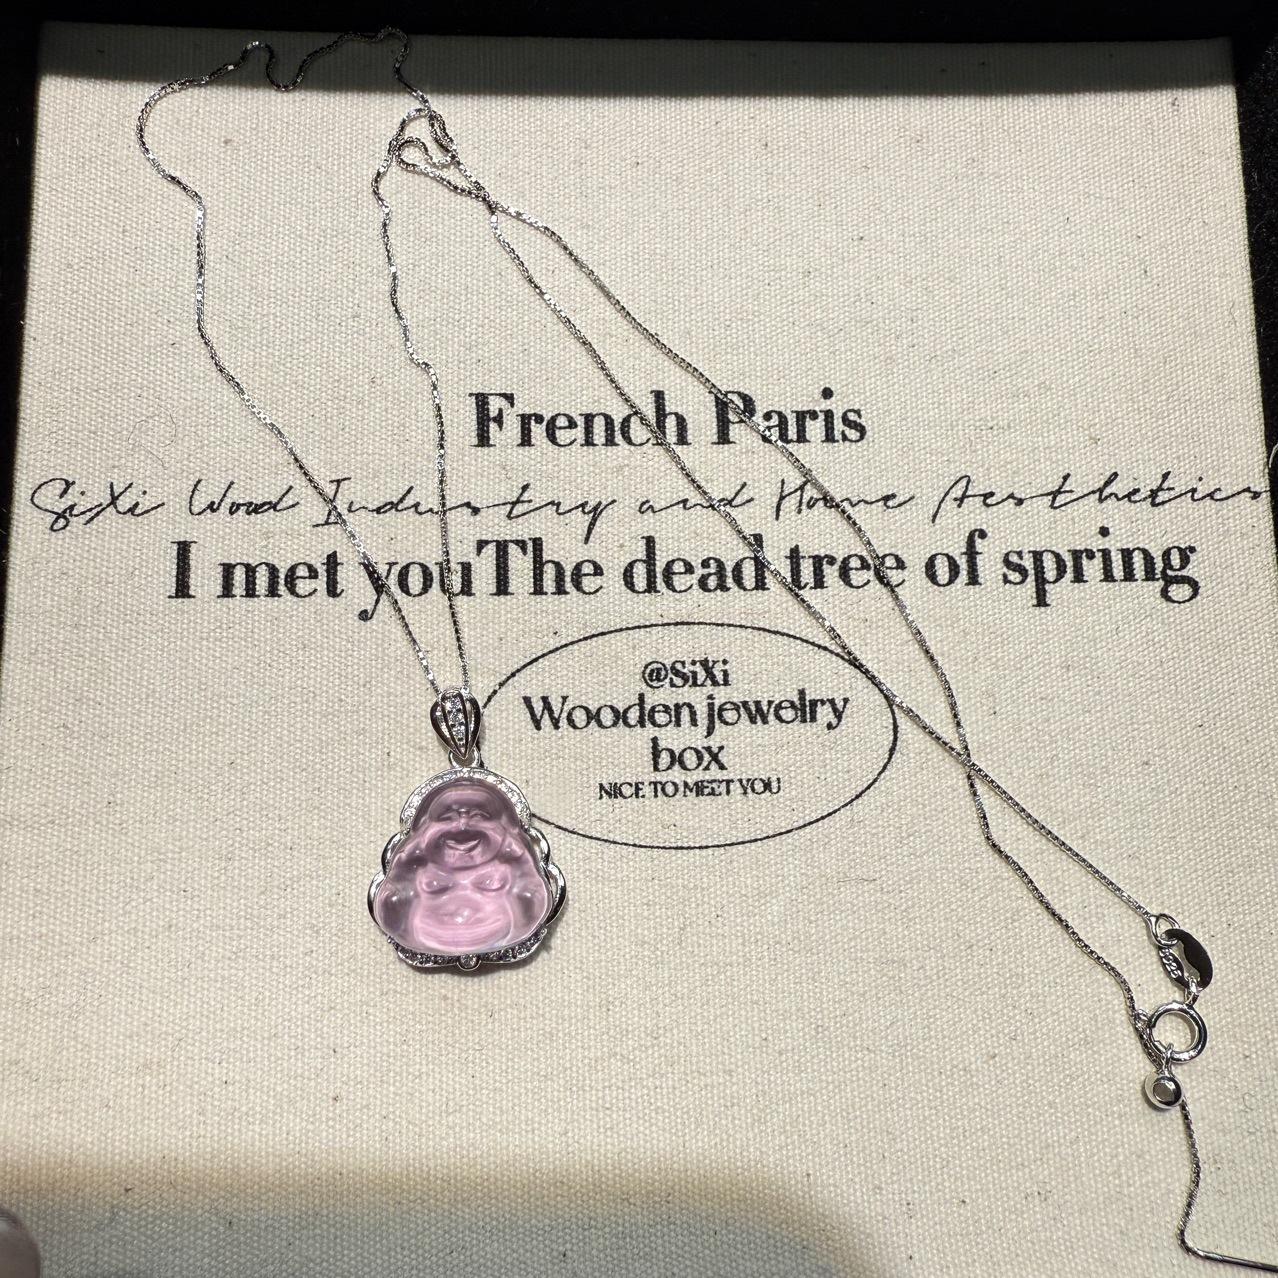 French Paris
SiXi Wood Industry and Home Aesthetics
I met youThe dead tree of spring
@SiXi
Wooden jewelry
box
NICE TO MEET YOU